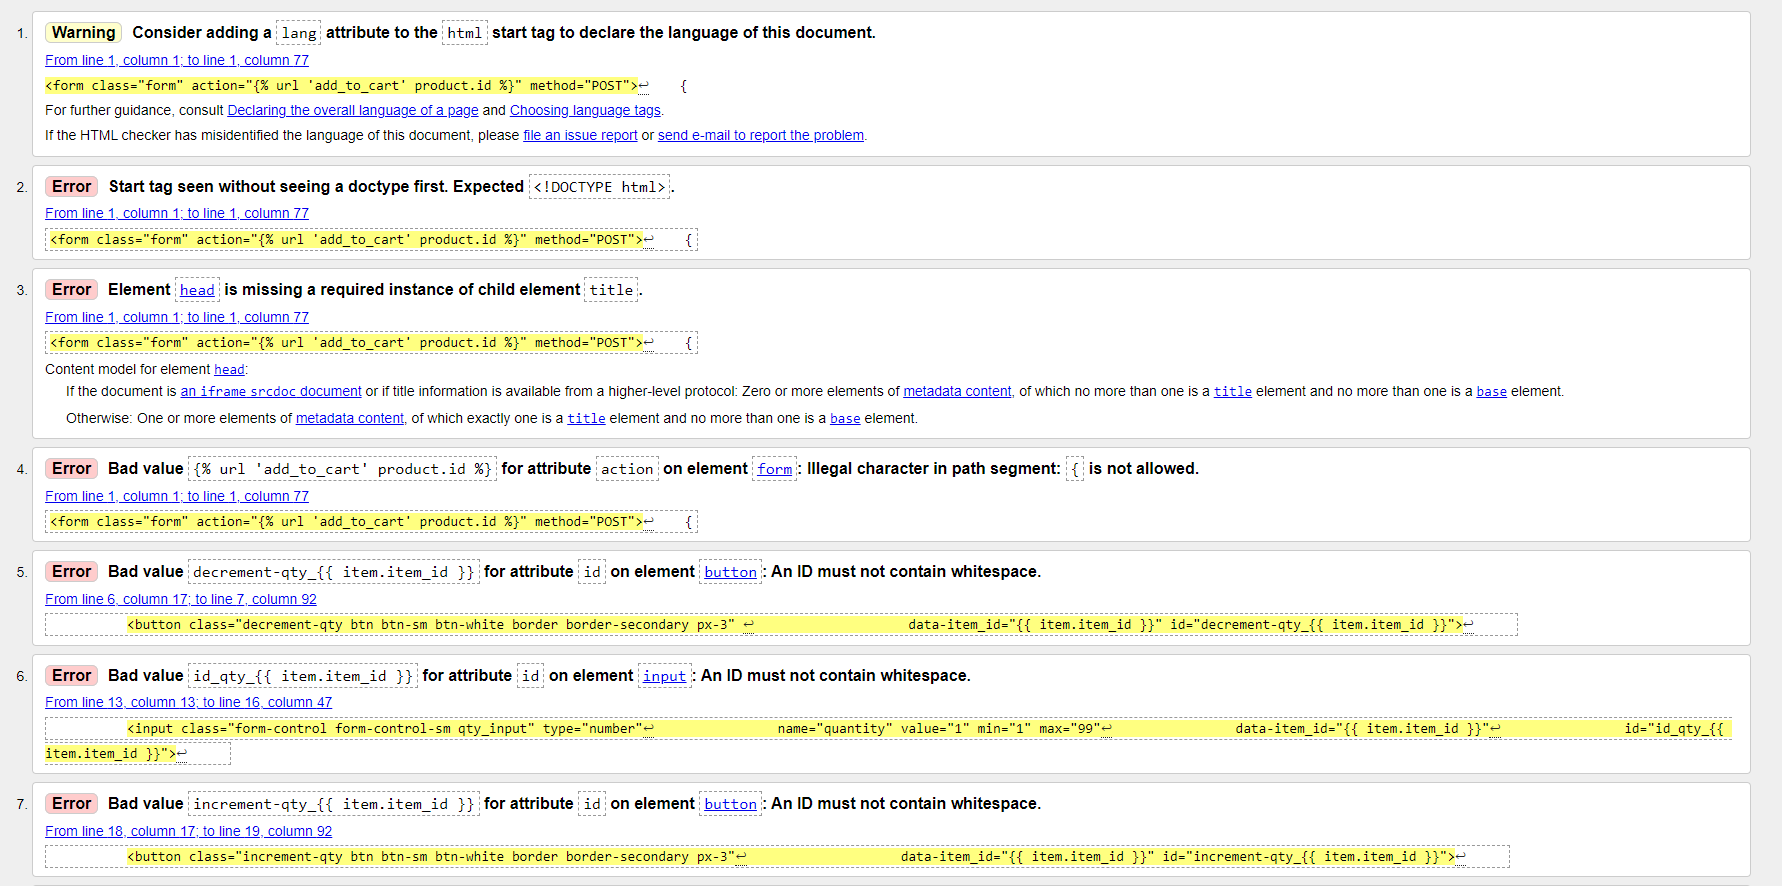 1. Warning Consider adding a lang attribute to the html start tag to declare the language of this document.
From line 1, column 1; to line 1, column 77
<form class="form" action="{% url 'add_to_cart' product.id %}" method="POST">↩ {
For further guidance, consult Declaring the overall language of a page and Choosing language tags.
If the HTML checker has misidentified the language of this document, please file an issue report or send e-mail to report the problem.
2. Error Start tag seen without seeing a doctype first. Expected <!DOCTYPE html>.
From line 1, column 1; to line 1, column 77
<form class="form" action="{% url 'add_to_cart' product.id %}" method="POST">↩ {
3. Error Element head is missing a required instance of child element title.
From line 1, column 1; to line 1, column 77
<form class="form" action="{% url 'add_to_cart' product.id %}" method="POST">↩ {
Content model for element head:
If the document is an iframe srcdoc document or if title information is available from a higher-level protocol: Zero or more elements of metadata content, of which no more than one is a title element and no more than one is a base element.
Otherwise: One or more elements of metadata content, of which exactly one is a title element and no more than one is a base element.
4. Error Bad value {% url 'add_to_cart' product.id %} for attribute action on element form: Illegal character in path segment: { is not allowed.
From line 1, column 1; to line 1, column 77
<form class="form" action="{% url 'add_to_cart' product.id %}" method="POST">↩ {
5. Error Bad value decrement-qty_{{ item.item_id }} for attribute id on element button: An ID must not contain whitespace.
From line 6, column 17; to line 7, column 92
<button class="decrement-qty btn btn-sm btn-white border border-secondary px-3" ↩ data-item_id="{{ item.item_id }}" id="decrement-qty_{{ item.item_id }}">↩
6. Error Bad value id_qty_{{ item.item_id }} for attribute id on element input: An ID must not contain whitespace.
From line 13, column 13; to line 16, column 47
<input class="form-control form-control-sm qty_input" type="number"↩ name="quantity" value="1" min="1" max="99"↩ data-item_id="{{ item.item_id }}"↩ id="id_qty_{{
item.item_id }}">↩
7. Error Bad value increment-qty_{{ item.item_id }} for attribute id on element button: An ID must not contain whitespace.
From line 18, column 17; to line 19, column 92
<button class="increment-qty btn btn-sm btn-white border border-secondary px-3"↩ data-item_id="{{ item.item_id }}" id="increment-qty_{{ item.item_id }}">↩